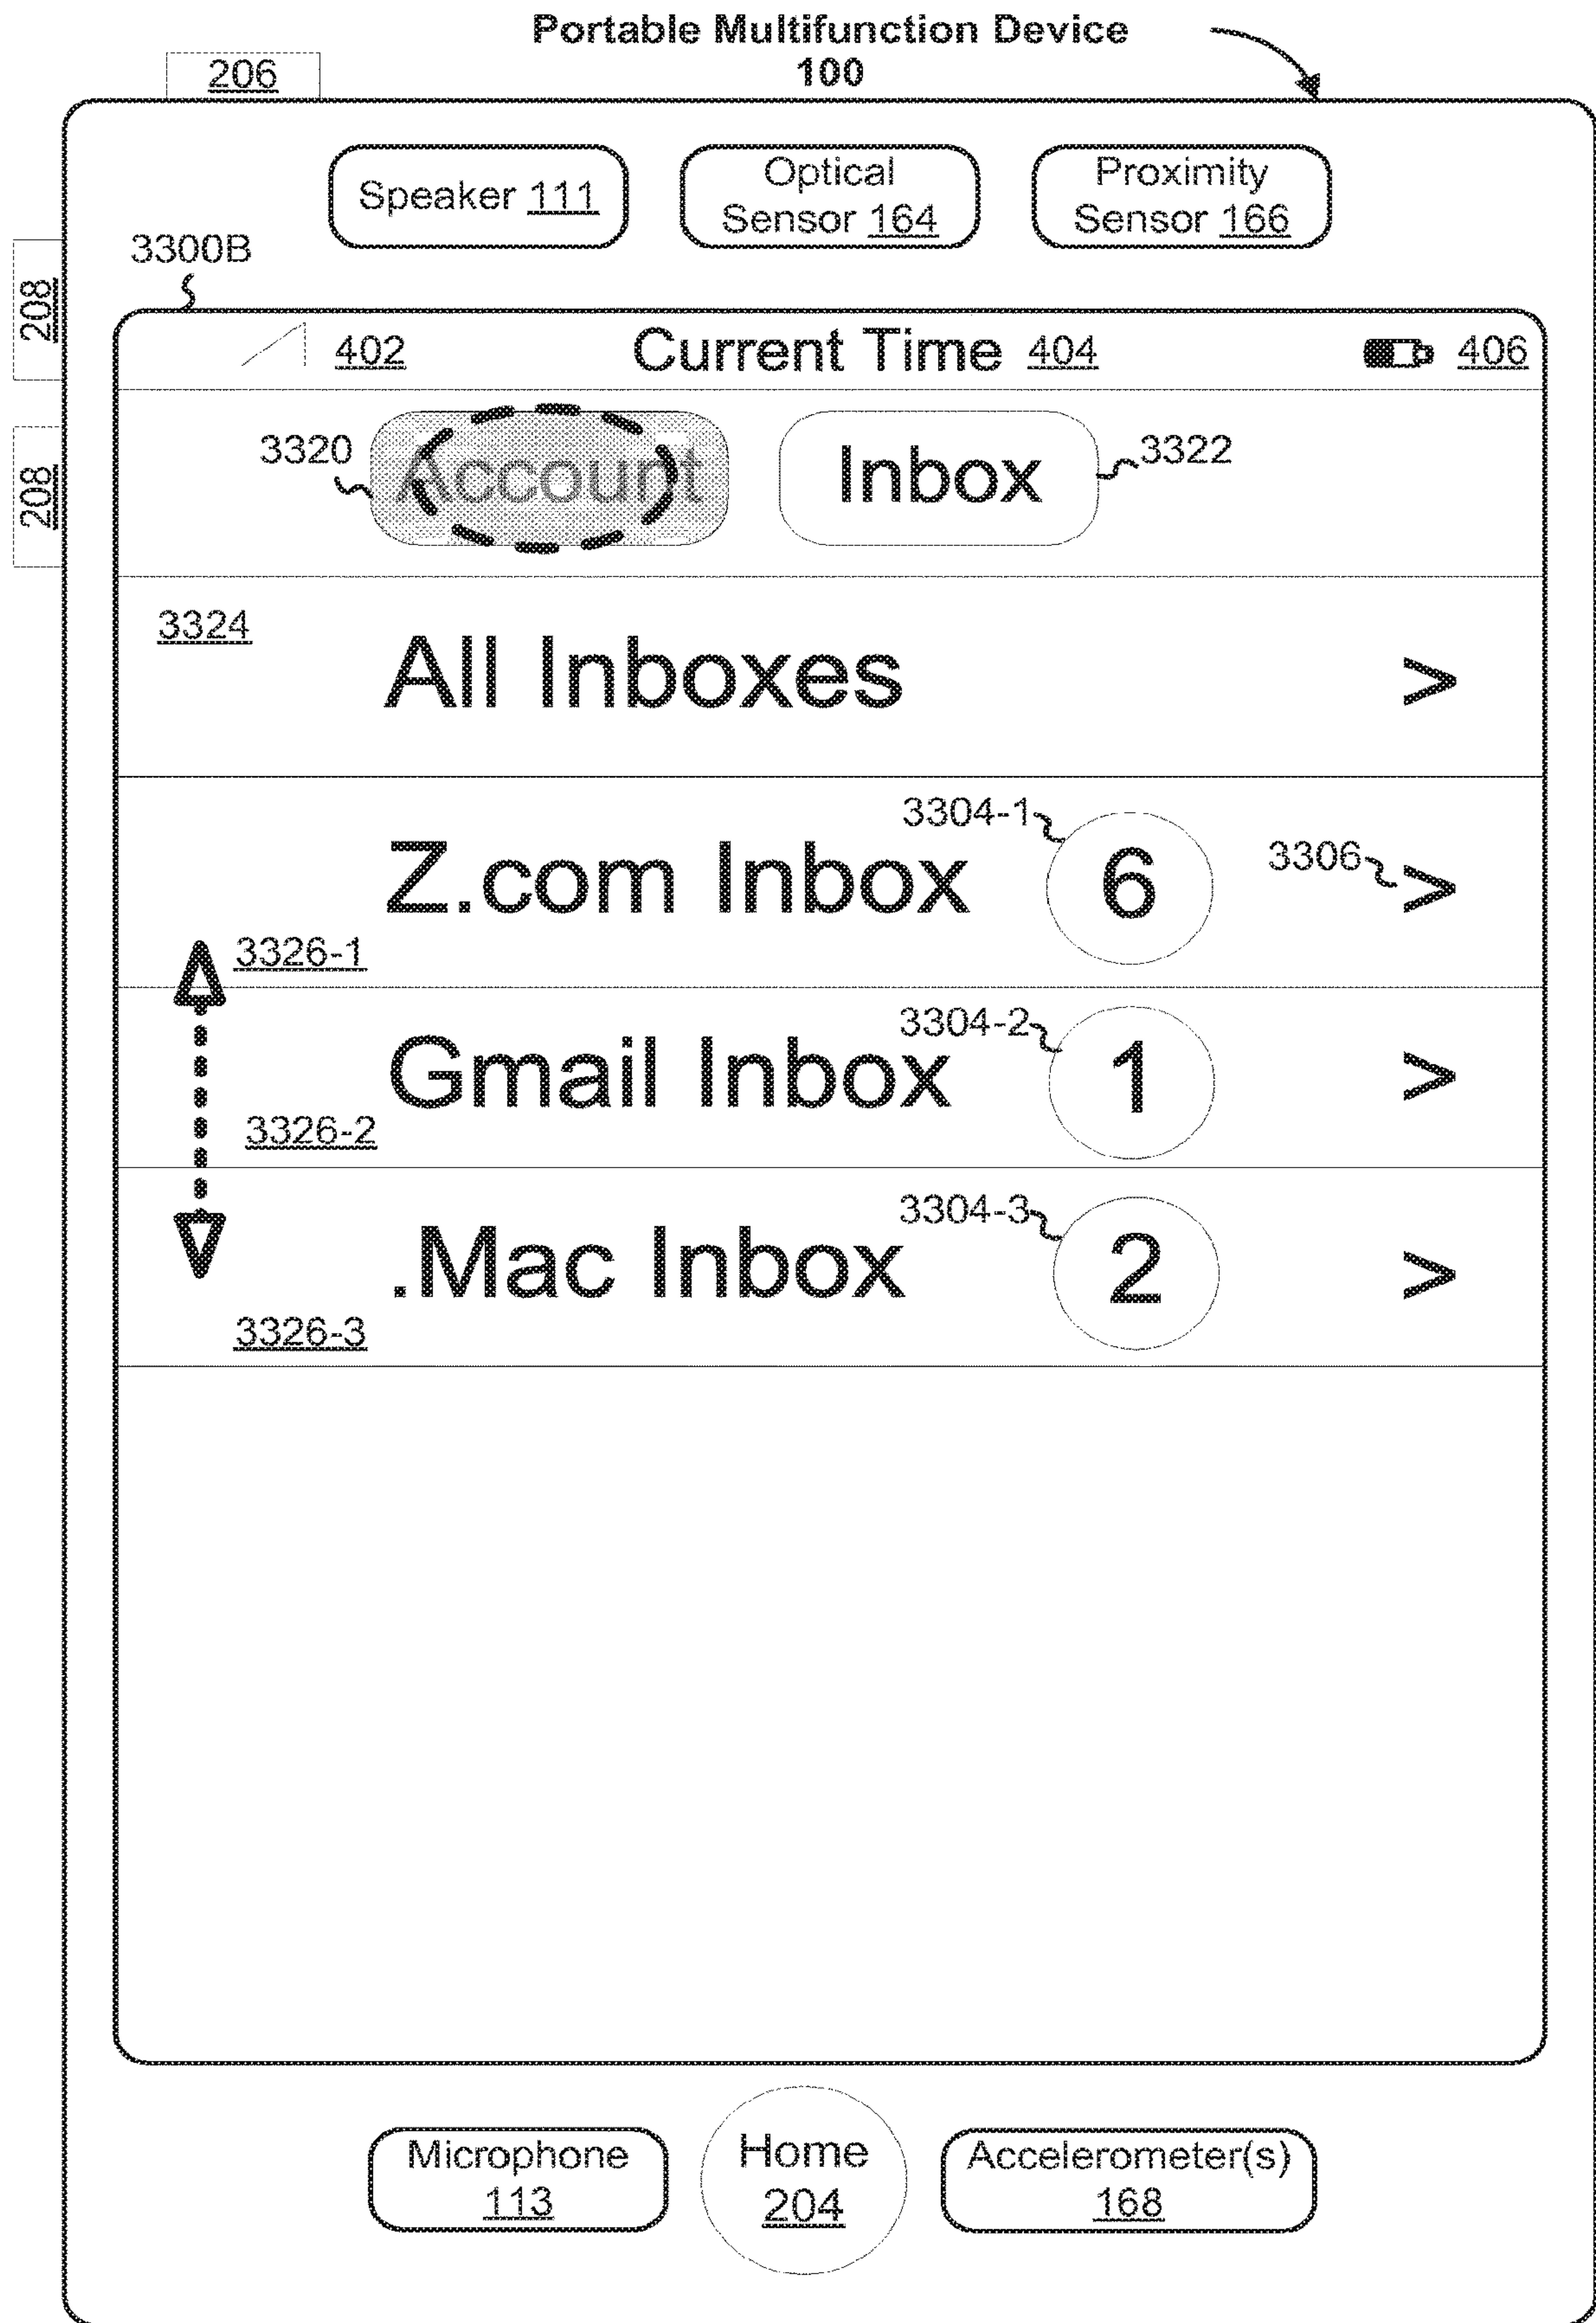 Portable Multifunction Device
100
206
Speaker 111
Optical
Sensor 164
Proximity
Sensor 166
3300B
208
402
Current Time 404
406
3320
Account
Inbox
3322
208
3324
All Inboxes
>
3304-1
Z.com Inbox
6
3306
>
3326-1
3304-2
Gmail Inbox
1
>
3326-2
3304-3
.Mac Inbox
2
>
3326-3
Microphone
113
Home
204
Accelerometer(s)
168